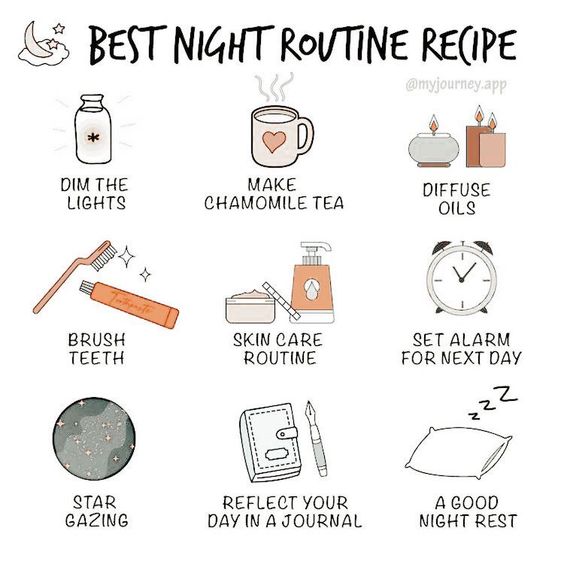 BEST NIGHT ROUTINE RECIPE
@myjourney.app
DIM THE
LIGHTS
MAKE
CHAMOMILE TEA
DIFFUSE
OILS
Toothpaste
BRUSH
TEETH
SKIN CARE
ROUTINE
SET ALARM
FOR NEXT DAY
STAR
GAZING
REFLECT YOUR
DAY IN A JOURNAL
zzz
A GOOD
NIGHT REST